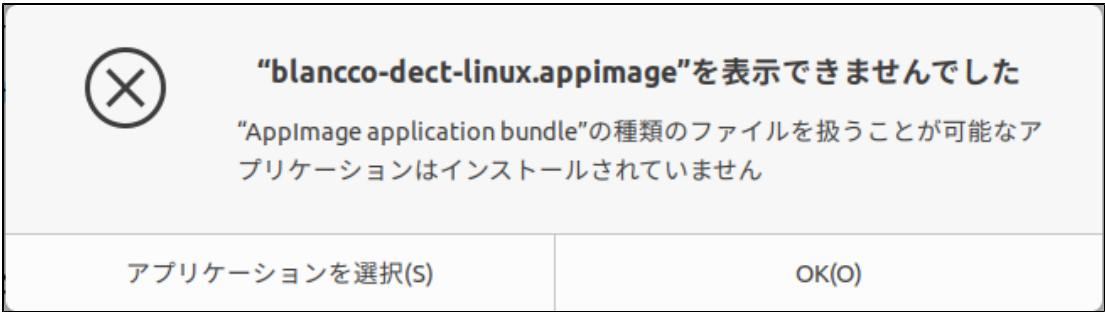 “blancco-dect-linux.appimage”を表示できませんでした
“AppImage application bundle”の種類のファイルを扱うことが可能なア
プリケーションはインストールされていません
アプリケーションを選択(S)
OK(O)